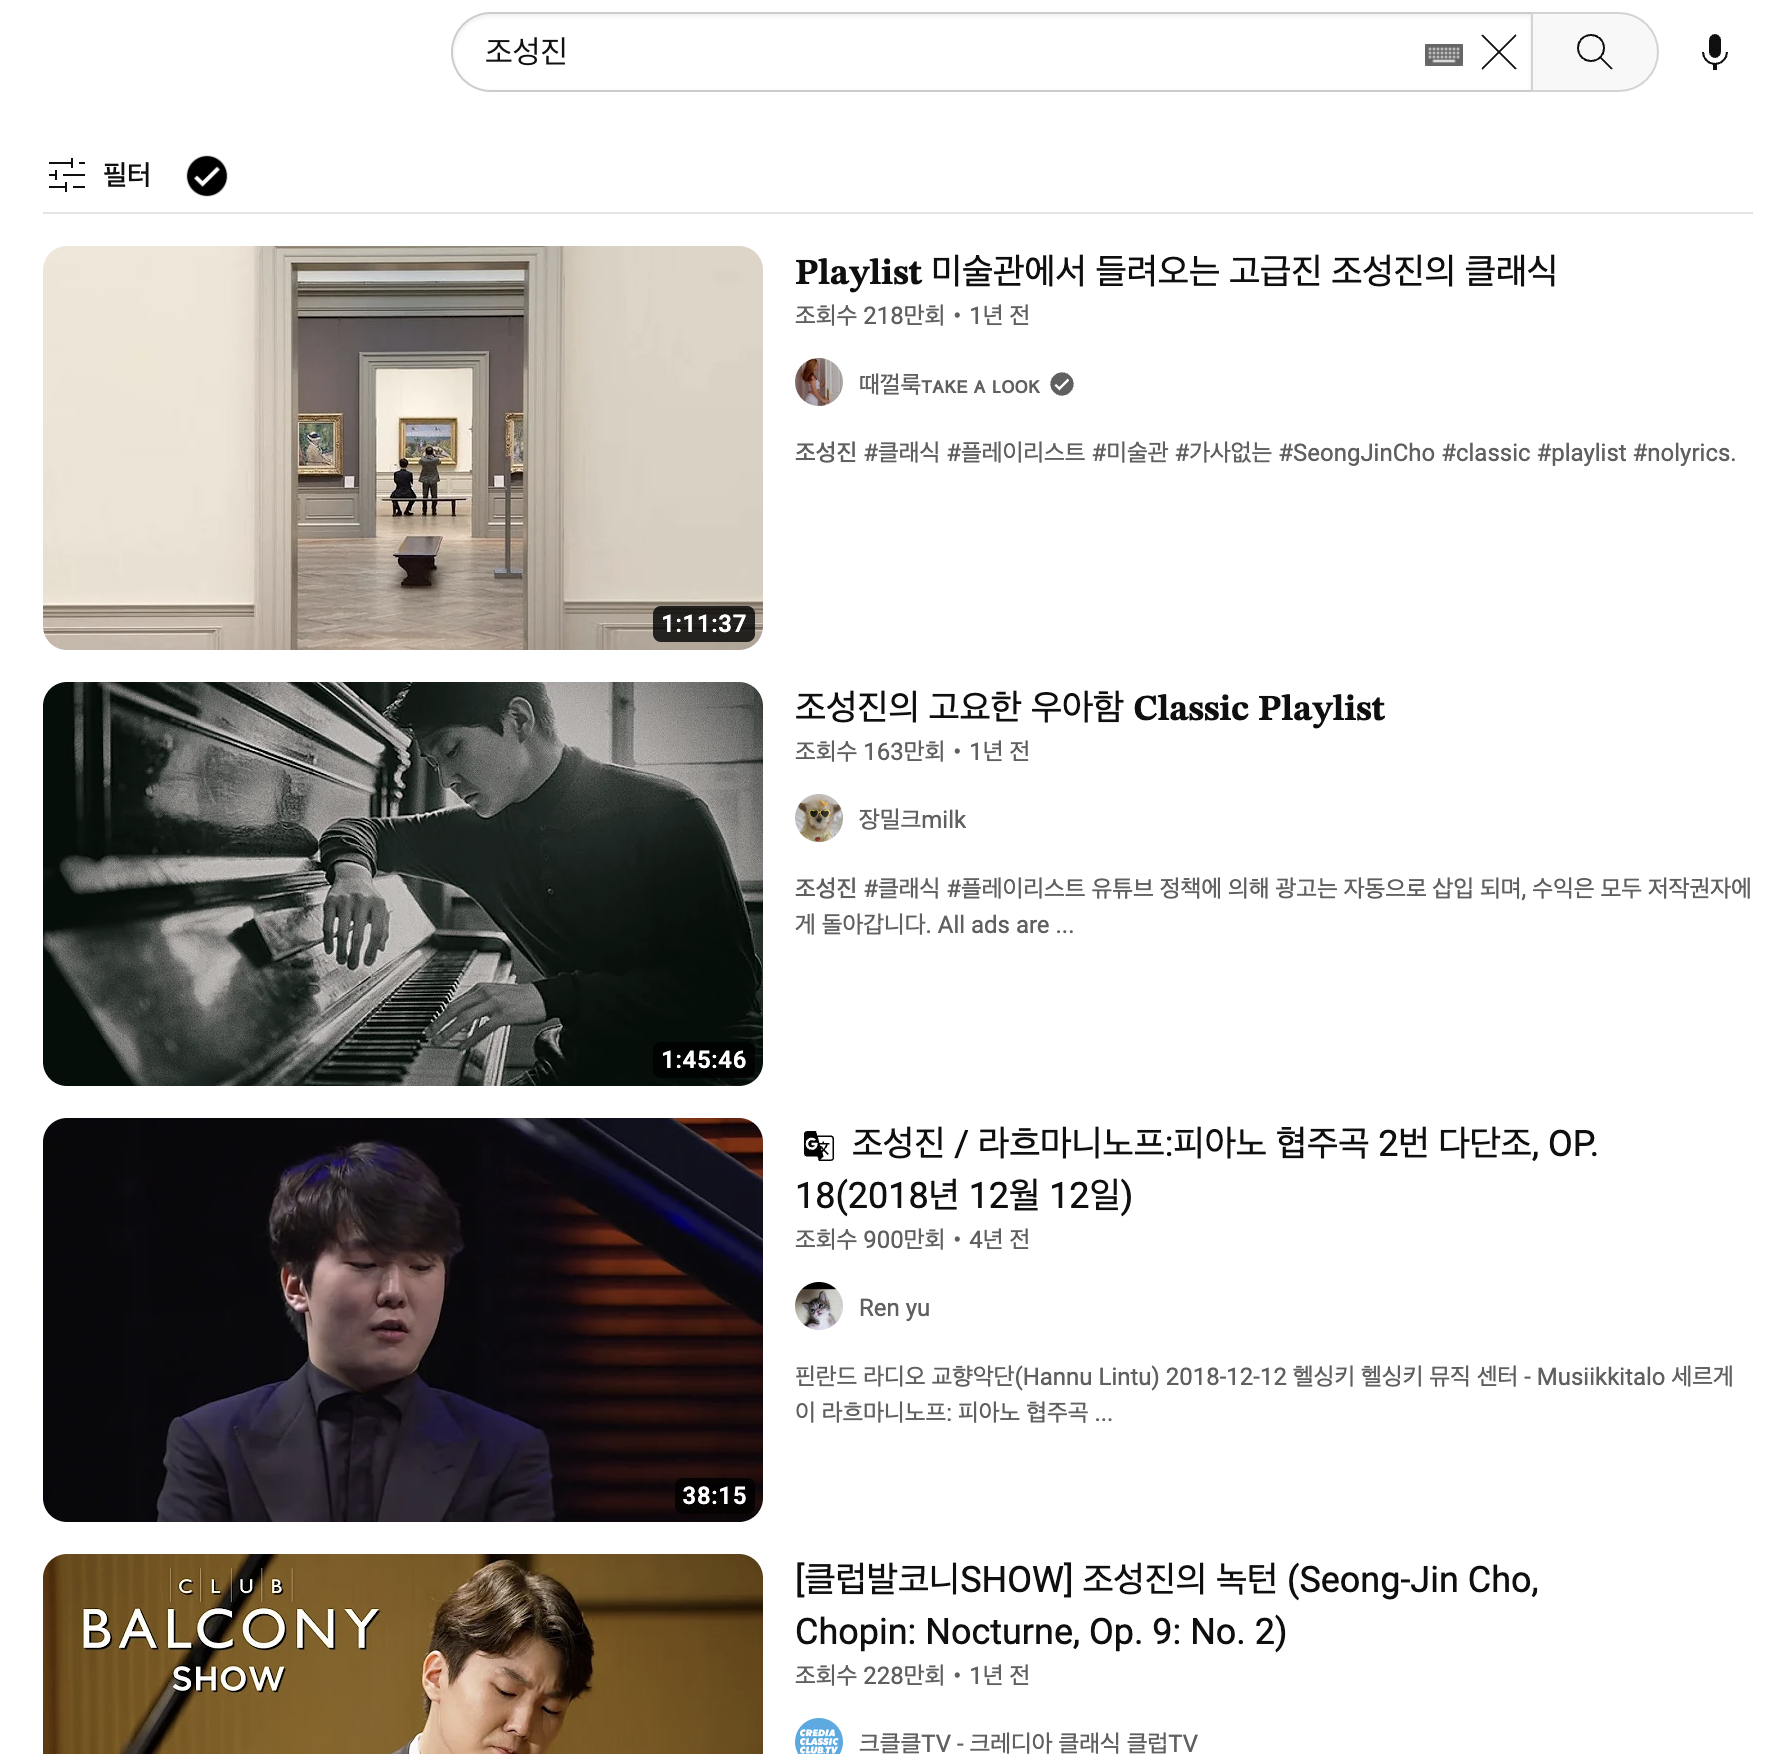 조성진
필터
Playlist 미술관에서 들려오는 고급진 조성진의 클래식
조회수 218만회 • 1년 전
때껄룩TAKE A LOOK
조성진 #클래식 #플레이리스트 #미술관 #가사없는 #SeongJinCho #classic #playlist #nolyrics.
1:11:37
조성진의 고요한 우아함 Classic Playlist
조회수 163만회 • 1년 전
장밀크milk
조성진 #클래식 #플레이리스트 유튜브 정책에 의해 광고는 자동으로 삽입 되며, 수익은 모두 저작권자에
게 돌아갑니다. All ads are ...
1:45:46
조성진 / 라흐마니노프:피아노 협주곡 2번 다단조, OP.
18(2018년 12월 12일)
조회수 900만회 • 4년 전
Ren yu
핀란드 라디오 교향악단(Hannu Lintu) 2018-12-12 헬싱키 헬싱키 뮤직 센터 - Musiikkitalo 세르게
이 라흐마니노프: 피아노 협주곡 ...
38:15
CLUB
BALCONY
SHOW
[클럽발코니SHOW] 조성진의 녹턴 (Seong-Jin Cho,
Chopin: Nocturne, Op. 9: No. 2)
조회수 228만회 • 1년 전
CREDIA
CLASSIC
CLUB.TV
크클클TV - 크레디아 클래식 클럽TV